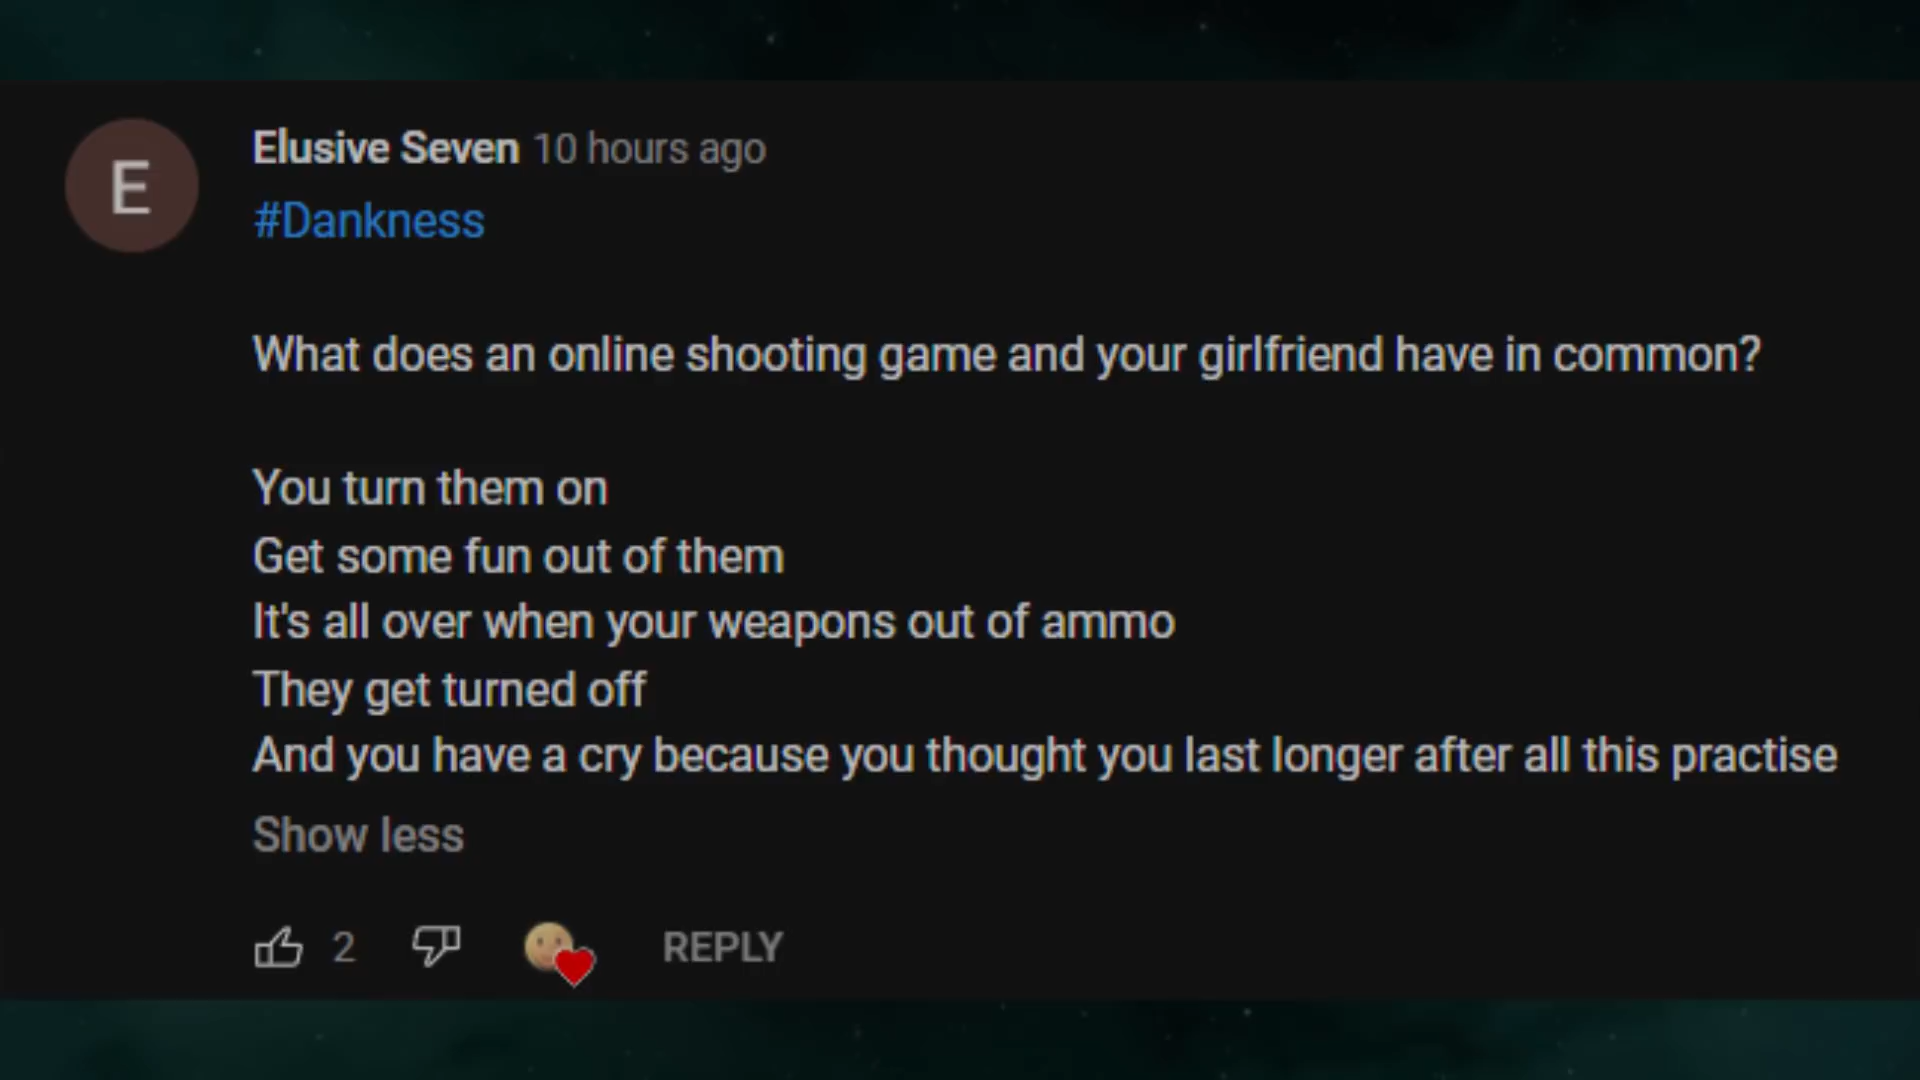 E
Elusive Seven 10 hours ago
#Dankness
What does an online shooting game and your girlfriend have in common?
You turn them on
Get some fun out of them
It's all over when your weapons out of ammo
They get turned off
And you have a cry because you thought you last longer after all this practise
Show less
2 REPLY